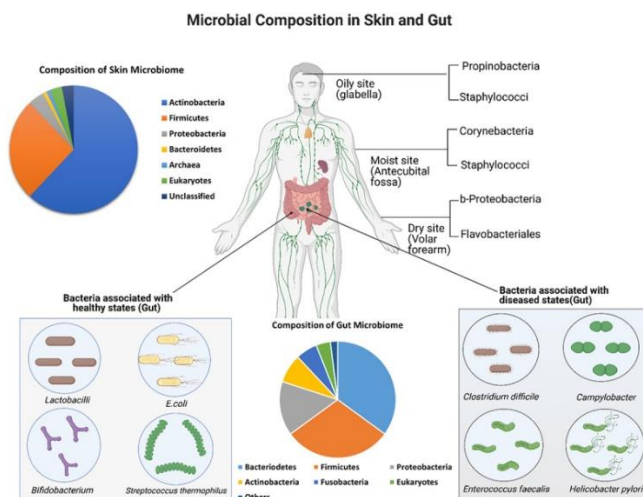 Microbial Composition in Skin and Gut
Composition of Skin Microbiome
Actinobacteria
Firmicutes
Proteobacteria
Bacteroidetes
Archaea
Eukaryotes
Unclassified
Oily site
(glabella)
Propinobacteria
Staphylococci
Moist site
(Antecubital
fossa)
Corynebacteria
Staphylococci
Dry site
(Volar
forearm)
b-Proteobacteria
Flavobacteriales
Bacteria associated with
healthy states (Gut)
Lactobacilli
E.coli
Bifidobacterium
Streptococcus thermophilus
Composition of Gut Microbiome
Bacteriodetes
Firmicutes
Proteobacteria
Actinobacteria
Fusobacteria
Eukaryotes
Others
Bacteria associated with
diseased states(Gut)
Clostridium difficile
Campylobacter
Enterococcus faecalis
Helicobacter pylori